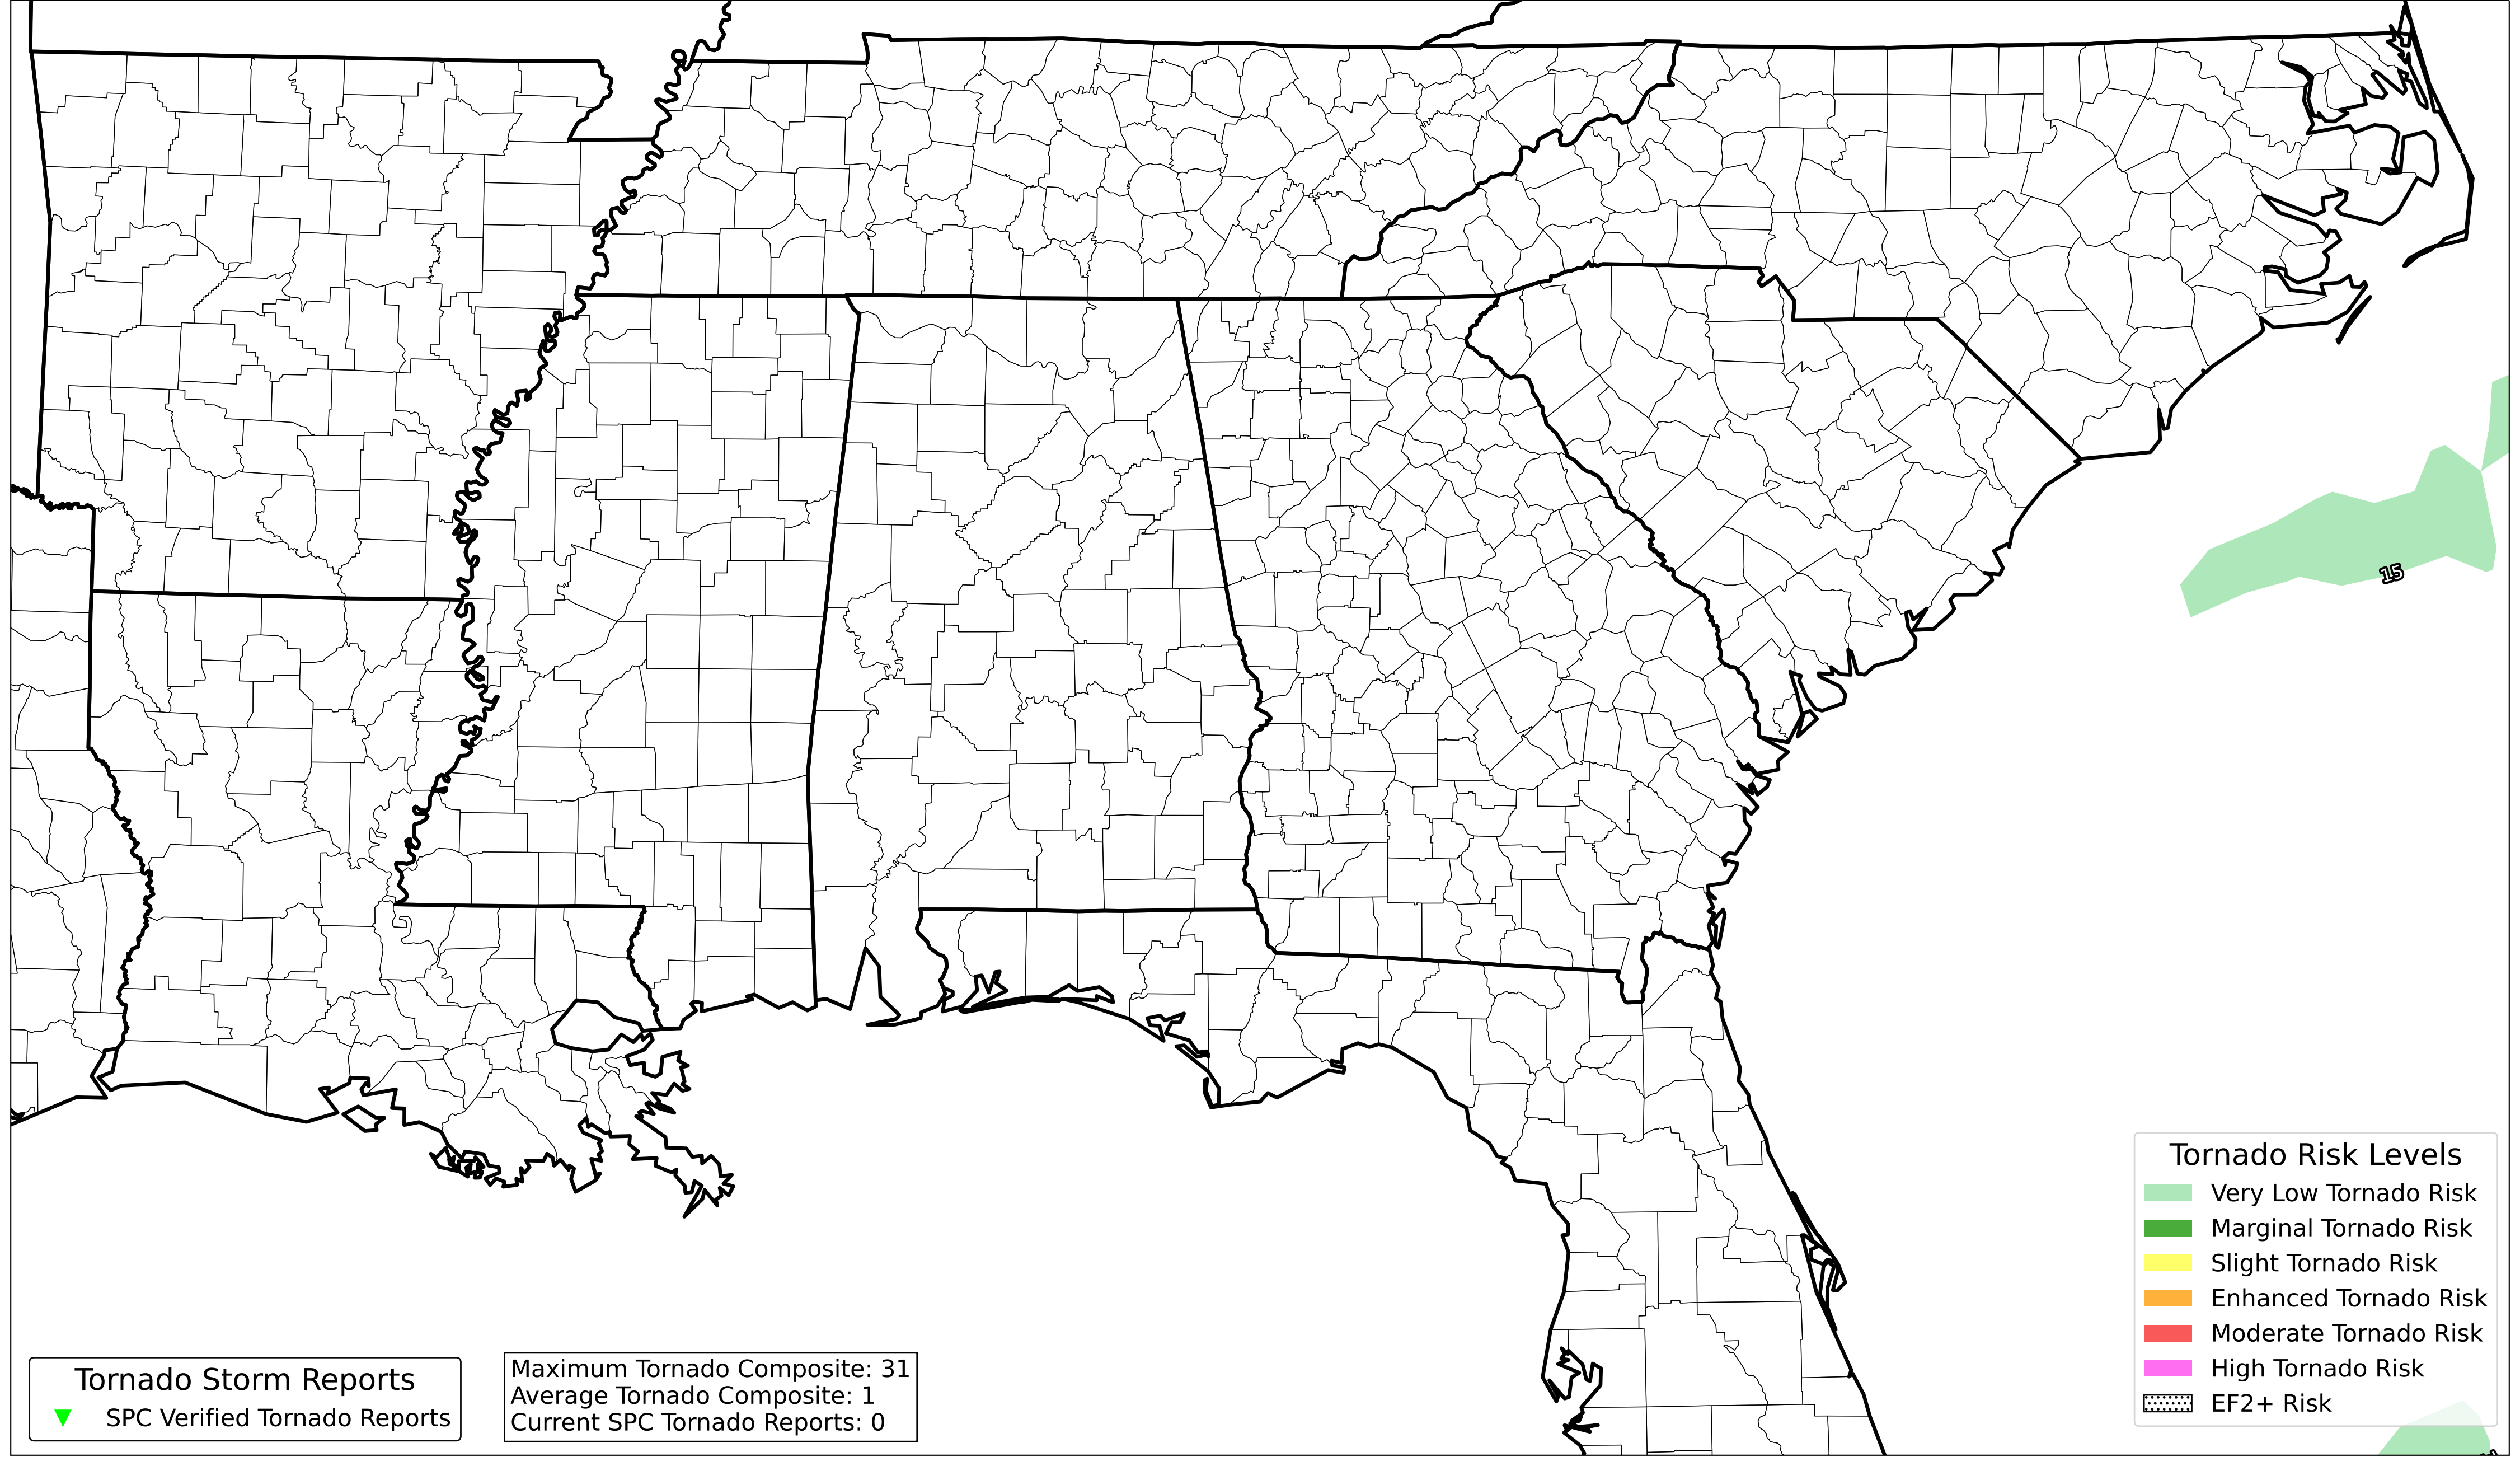 15
Tornado Risk Levels
Very Low Tornado Risk
Marginal Tornado Risk
Slight Tornado Risk
Enhanced Tornado Risk
Moderate Tornado Risk
High Tornado Risk
EF2+ Risk
Tornado Storm Reports
SPC Verified Tornado Reports
Maximum Tornado Composite: 31
Average Tornado Composite: 1
Current SPC Tornado Reports: 0